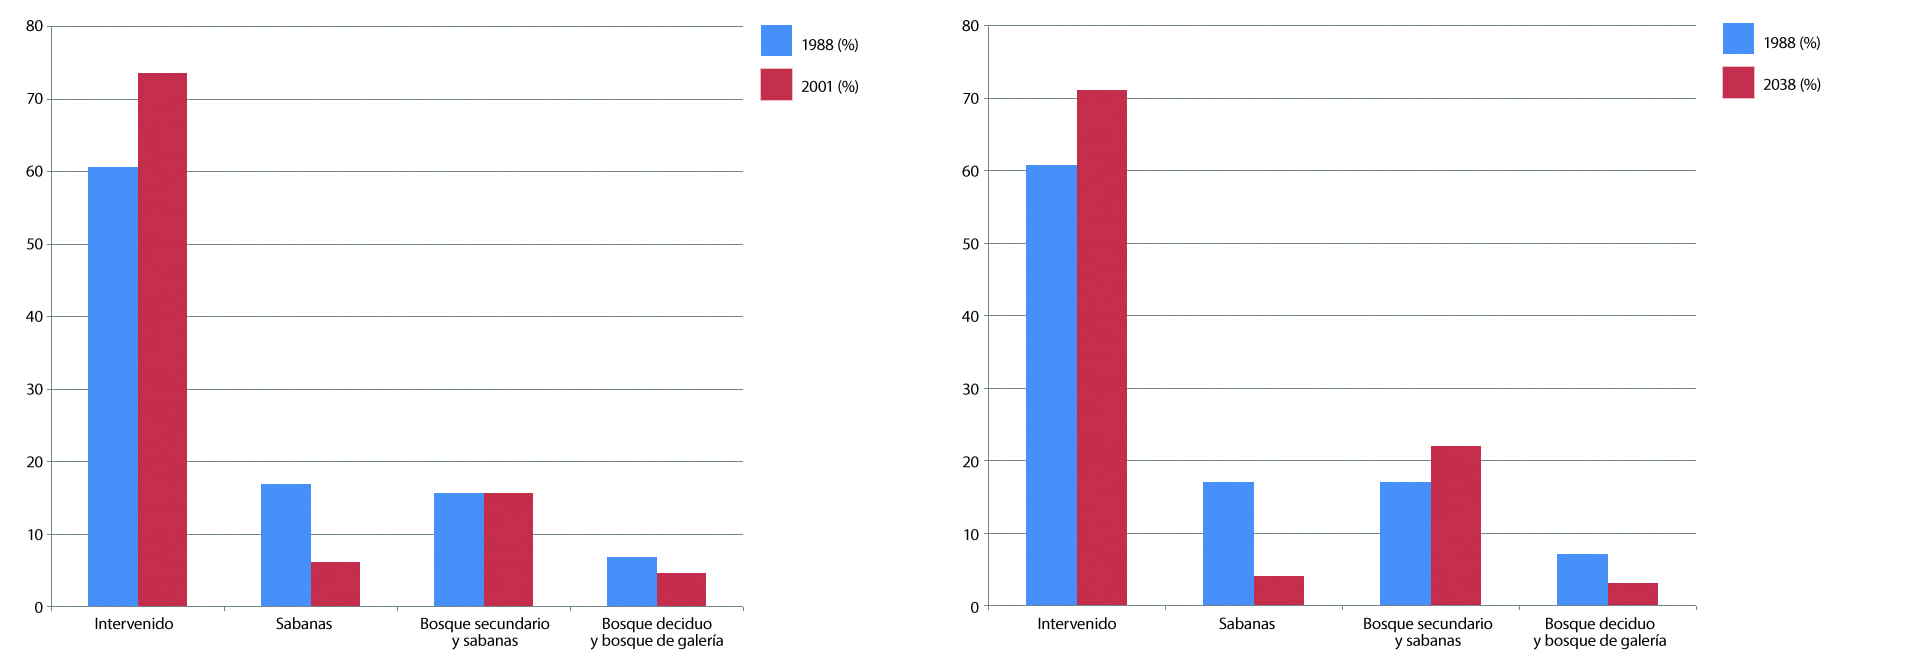 80
70
60
50
40
30
20
10
0
Intervenido
Sabanas
Bosque secundario
y sabanas
Bosque deciduo
y bosque de galería
1988 (%)
2001 (%)
80
70
60
50
40
30
20
10
0
Intervenido
Sabanas
Bosque secundario
y sabanas
Bosque deciduo
y bosque de galería
1988 (%)
2038 (%)